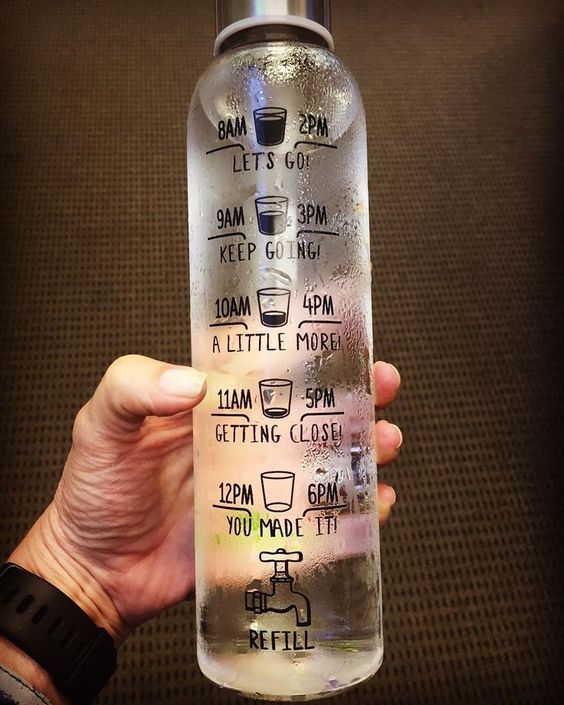 8AM 2PM
LET'S GO!
9AM 3PM
KEEP GOING!
10AM 4PM
A LITTLE MORE!
11AM 5PM
GETTING CLOSE!
12PM 6PM
YOU MADE IT!
REFILL